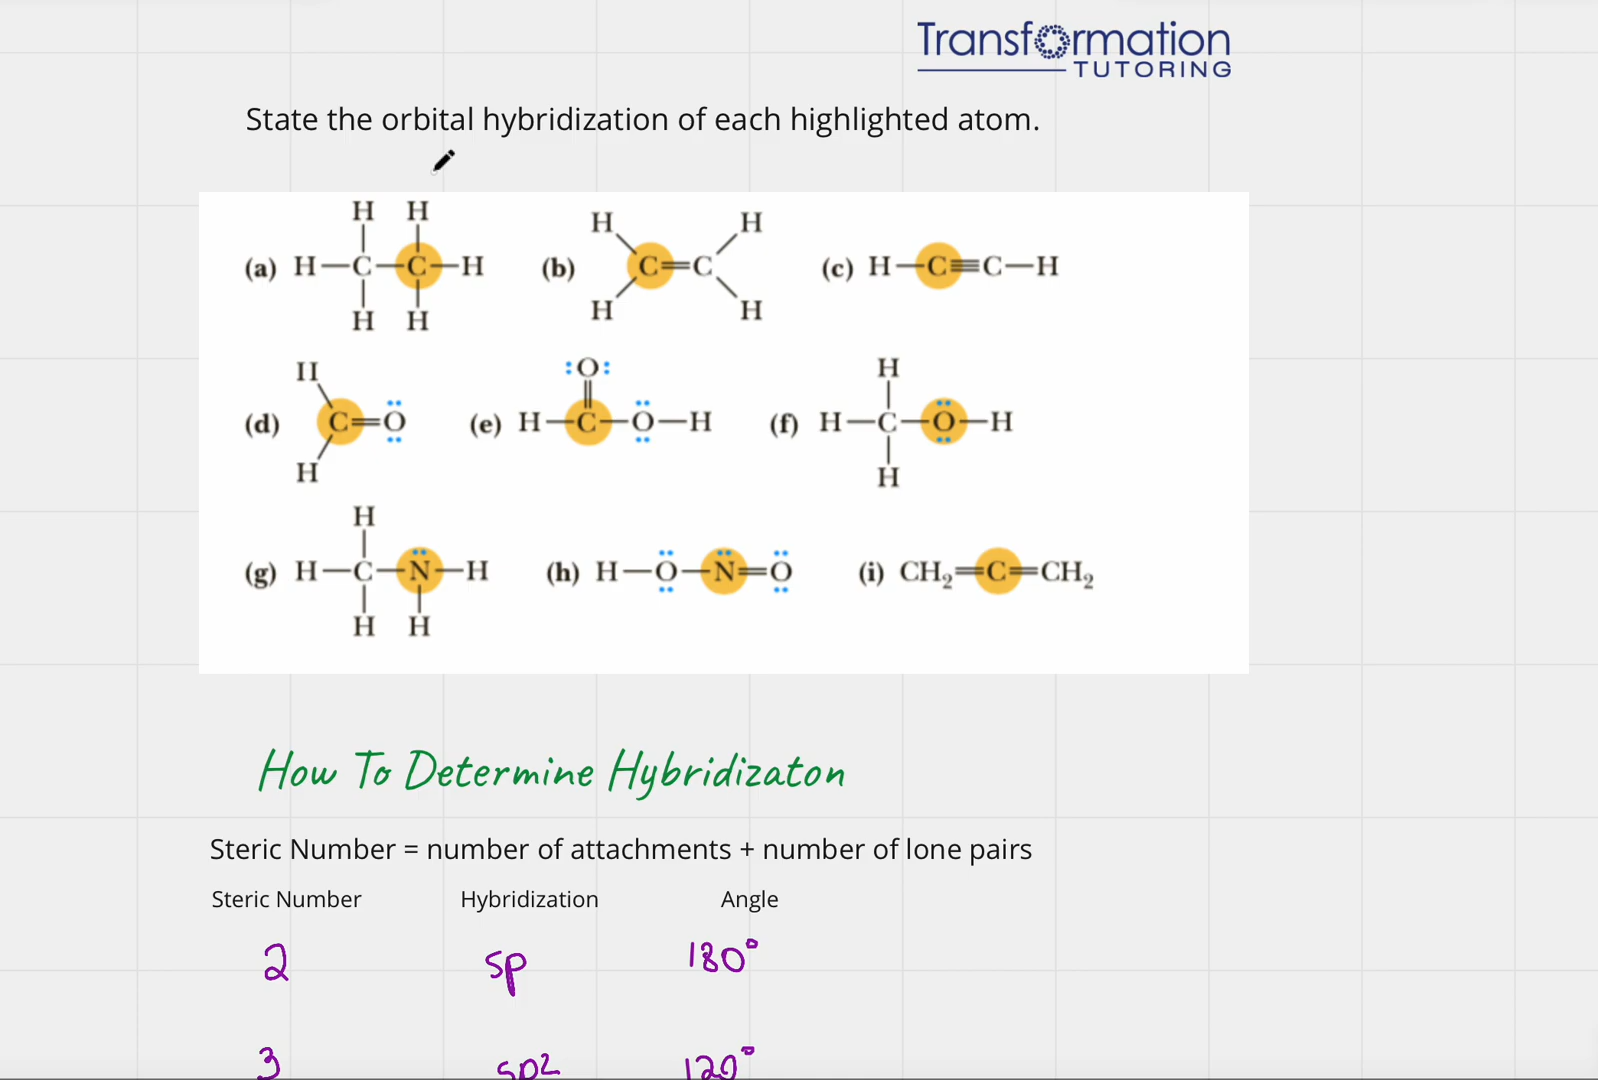 Transformation
TUTORING
State the orbital hybridization of each highlighted atom.
H H H H
(a) H—C—C—H (b) C=C (c) H—C≡C—H
H H H H
H :O: H
(d) C=O (e) H—C—O—H (f) H—C—O—H
H H
H
(g) H—C—N—H (h) H—O—N=O (i) CH₂=C=CH₂
H H
How To Determine Hybridizaton
Steric Number = number of attachments + number of lone pairs
Steric Number Hybridization Angle
2 sp 180°
3 sp2 120°